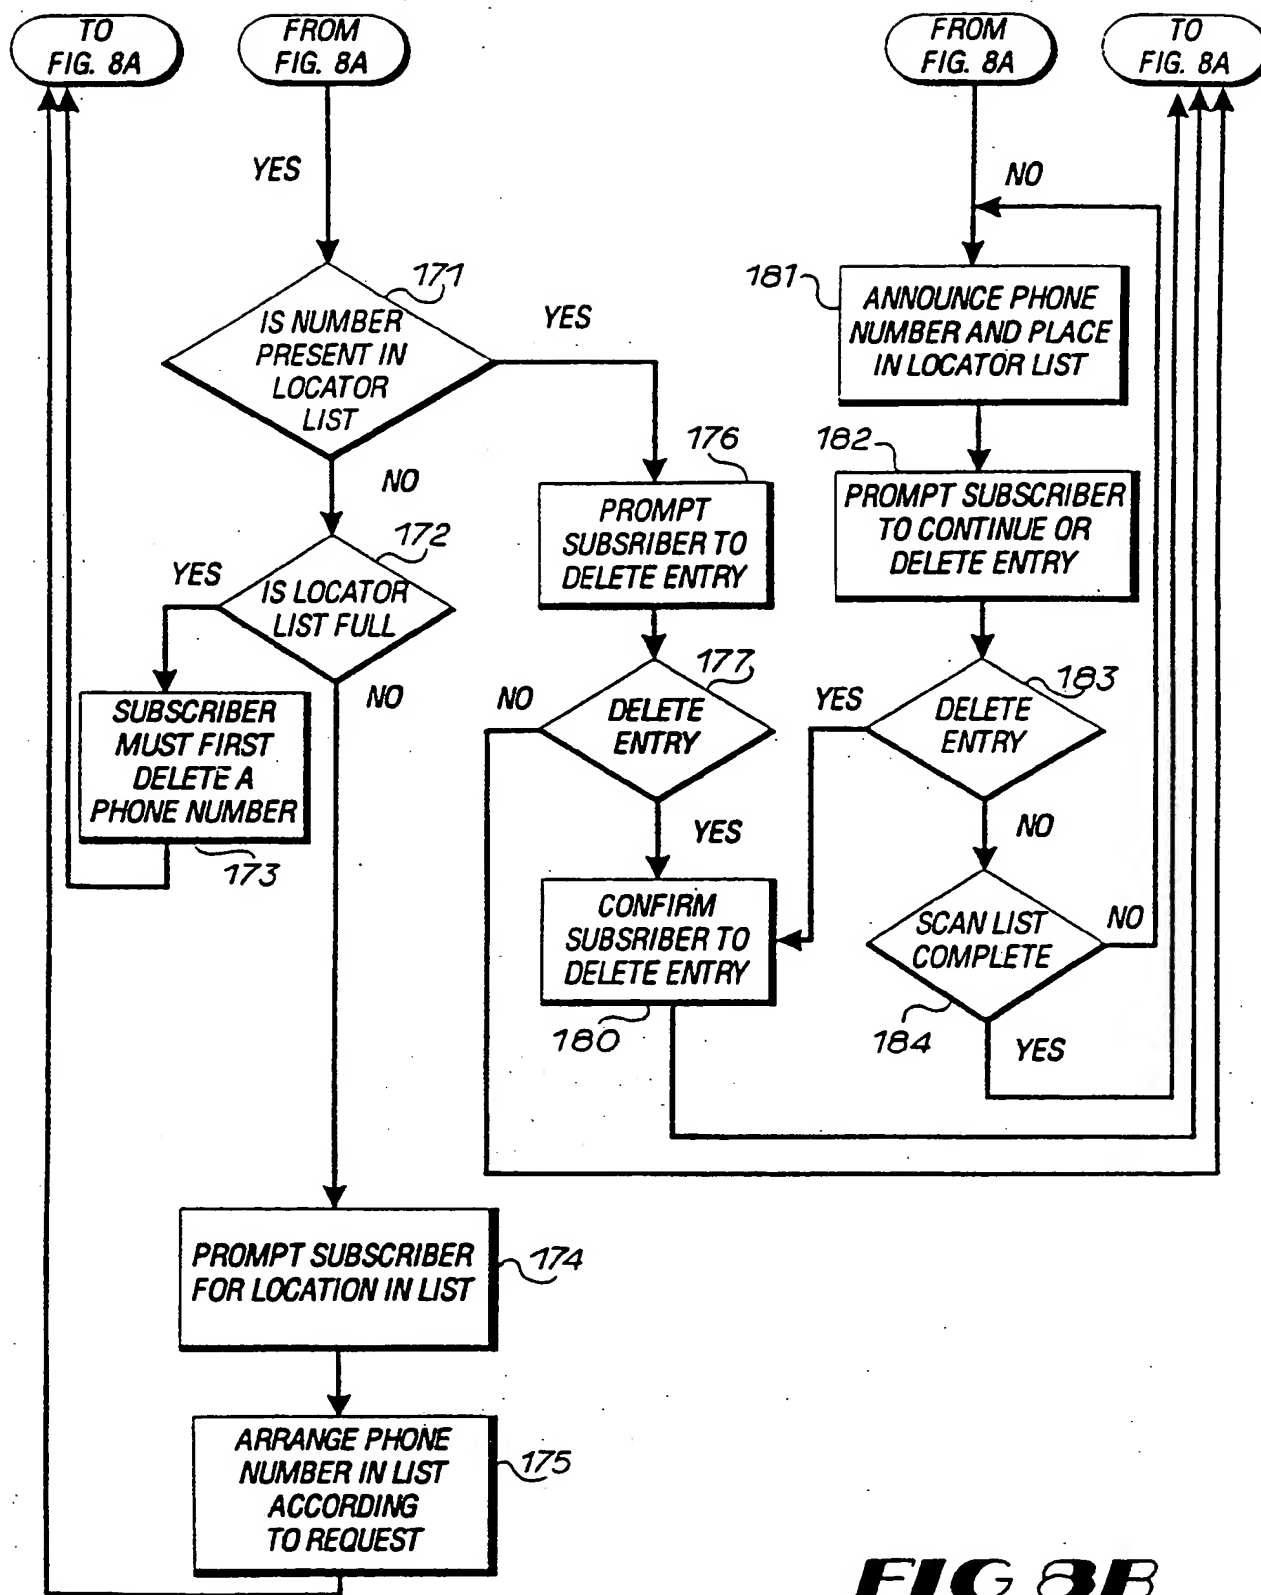 TO
FIG. 8A
FROM
FIG. 8A
FROM
FIG. 8A
TO
FIG. 8A
YES
NO
171
IS NUMBER
PRESENT IN
LOCATOR
LIST
YES
NO
181
ANNOUNCE PHONE
NUMBER AND PLACE
IN LOCATOR LIST
176
PROMPT
SUBSRIBER TO
DELETE ENTRY
182
PROMPT SUBSCRIBER
TO CONTINUE OR
DELETE ENTRY
172
YES
IS LOCATOR
LIST FULL
NO
SUBSCRIBER
MUST FIRST
DELETE A
PHONE NUMBER
173
177
NO
DELETE
ENTRY
YES
183
YES
DELETE
ENTRY
NO
CONFIRM
SUBSRIBER TO
DELETE ENTRY
180
SCAN LIST
COMPLETE
NO
184
YES
PROMPT SUBSCRIBER
FOR LOCATION IN LIST
174
ARRANGE PHONE
NUMBER IN LIST
ACCORDING
TO REQUEST
175
FIG 8B